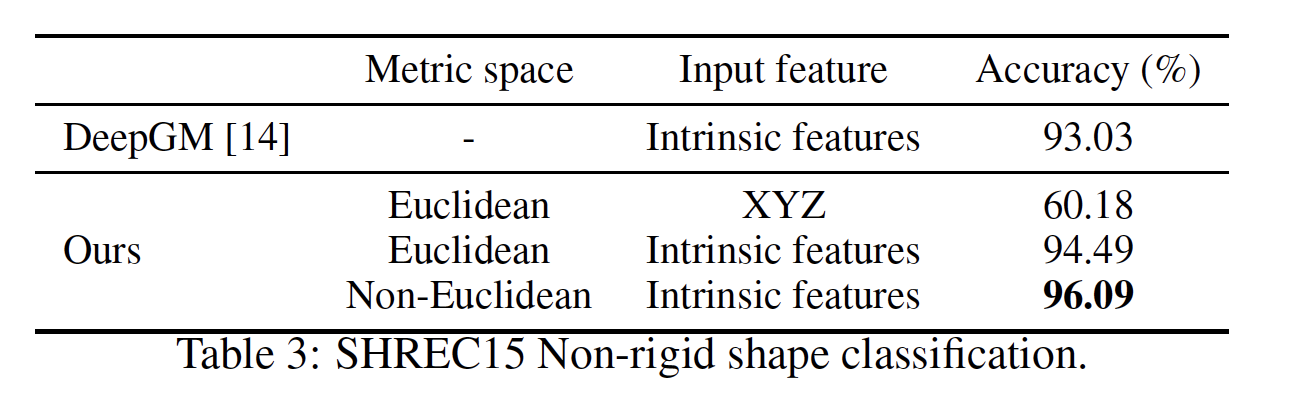 Metric space Input feature Accuracy (%)
DeepGM [14] - Intrinsic features 93.03
Euclidean XYZ 60.18
Ours Euclidean Intrinsic features 94.49
Non-Euclidean Intrinsic features 96.09
Table 3: SHREC15 Non-rigid shape classification.